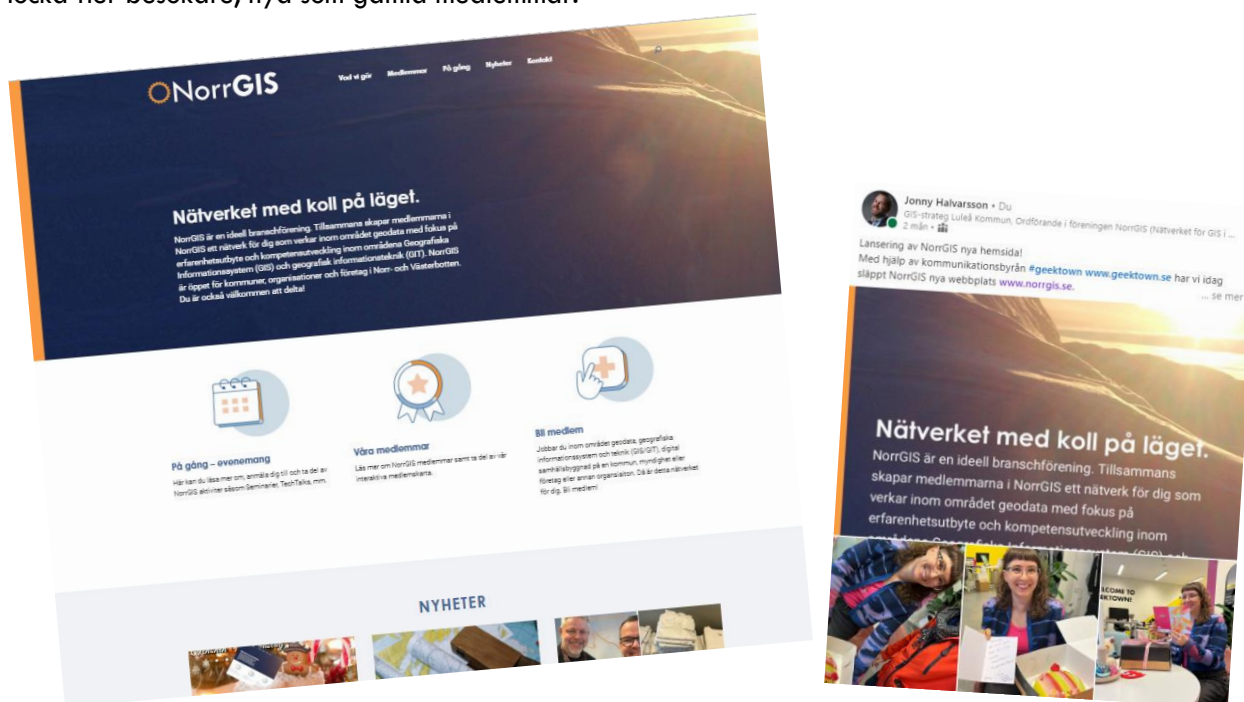 locka fler besökare, nya som gamla medlemmar.
NorrGIS
Vad vi gör Medlemmar På gång Nyheter Kontakt
Nätverket med koll på läget.
NorrGIS är en ideell branschförening. Tillsammans skapar medlemmarna i
NorrGIS ett nätverk för dig som verkar inom området geodata med fokus på
erfarenhetsutbyte och kompetensutveckling inom områdena Geografiska
Informationssystem (GIS) och geografisk informationsteknik (GIT). NorrGIS
är öppet för kommuner, organisationer och företag i Norr- och Västerbotten.
Du är också välkommen att delta!
På gång – evenemang
Här kan du läsa mer om, anmäla dig till och ta del av
NorrGIS aktiviter såsom Seminarier, TechTalks, mm.
Våra medlemmar
Läs mer om NorrGIS medlemmar samt ta del av vår
interaktiva medlemskarta.
Bli medlem
Jobbar du inom området geodata, geografiska
informationssystem och teknik (GIS/GIT), digital
samhällsbyggnad på en kommun, myndighet eller
företag eller annan organisation. Då är detta nätverket
för dig. Bli medlem!
NYHETER
Jonny Halvarsson • Du
GIS-strateg Luleå Kommun, Ordförande i föreningen NorrGIS (Nätverket för GIS i ...
2 mån •
Lansering av NorrGIS nya hemsida!
Med hjälp av kommunikationsbyrån #geektown www.geektown.se har vi idag
släppt NorrGIS nya webbplats www.norrgis.se.
... se mer
Nätverket med koll på läget.
NorrGIS är en ideell branschförening. Tillsammans
skapar medlemmarna i NorrGIS ett nätverk för dig som
verkar inom området geodata med fokus på
erfarenhetsutbyte och kompetensutveckling inom
områdena Geografiska Informationssystem (GIS) och